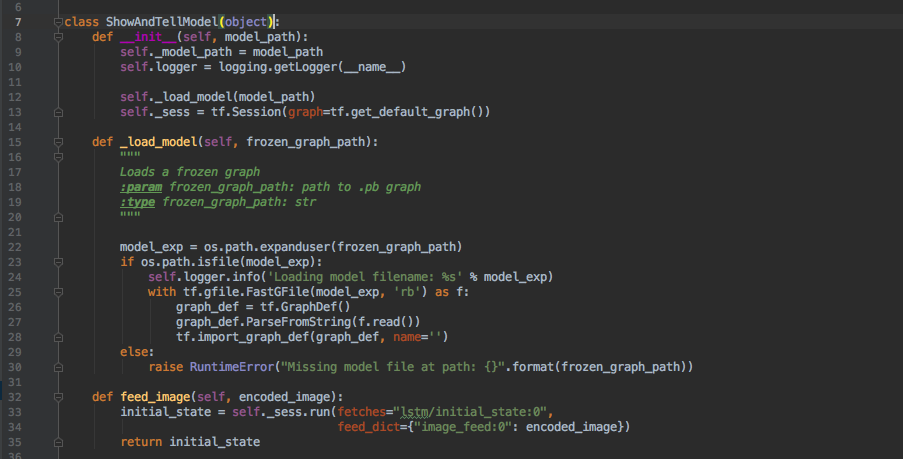 6
7 class ShowAndTellModel(object):
8     def __init__(self, model_path):
9         self._model_path = model_path
10         self.logger = logging.getLogger(__name__)
11
12         self._load_model(model_path)
13         self._sess = tf.Session(graph=tf.get_default_graph())
14
15     def _load_model(self, frozen_graph_path):
16         """
17         Loads a frozen graph
18         :param frozen_graph_path: path to .pb graph
19         :type frozen_graph_path: str
20         """
21
22         model_exp = os.path.expanduser(frozen_graph_path)
23         if os.path.isfile(model_exp):
24             self.logger.info('Loading model filename: %s' % model_exp)
25             with tf.gfile.FastGFile(model_exp, 'rb') as f:
26                 graph_def = tf.GraphDef()
27                 graph_def.ParseFromString(f.read())
28                 tf.import_graph_def(graph_def, name='')
29         else:
30             raise RuntimeError("Missing model file at path: {}".format(frozen_graph_path))
31
32     def feed_image(self, encoded_image):
33         initial_state = self._sess.run(fetches="lstm/initial_state:0",
34                                        feed_dict={"image_feed:0": encoded_image})
35         return initial_state
36